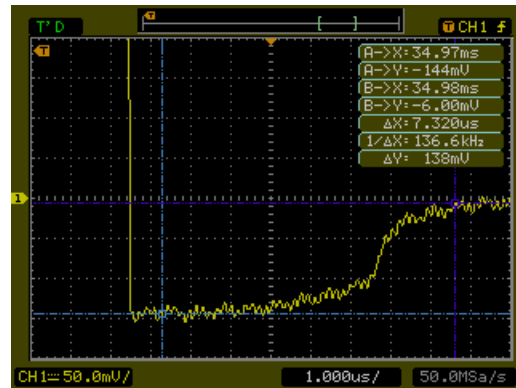 T'D
T
T CH1
T
A->X:34.97ms
A->Y:-144mV
B->X:34.98ms
B->Y:-6.00mV
ΔX:7.320us
1/ΔX:136.6kHz
ΔY: 138mV
1
CH1 50.0mV/
1.000us/
50.0MSa/s